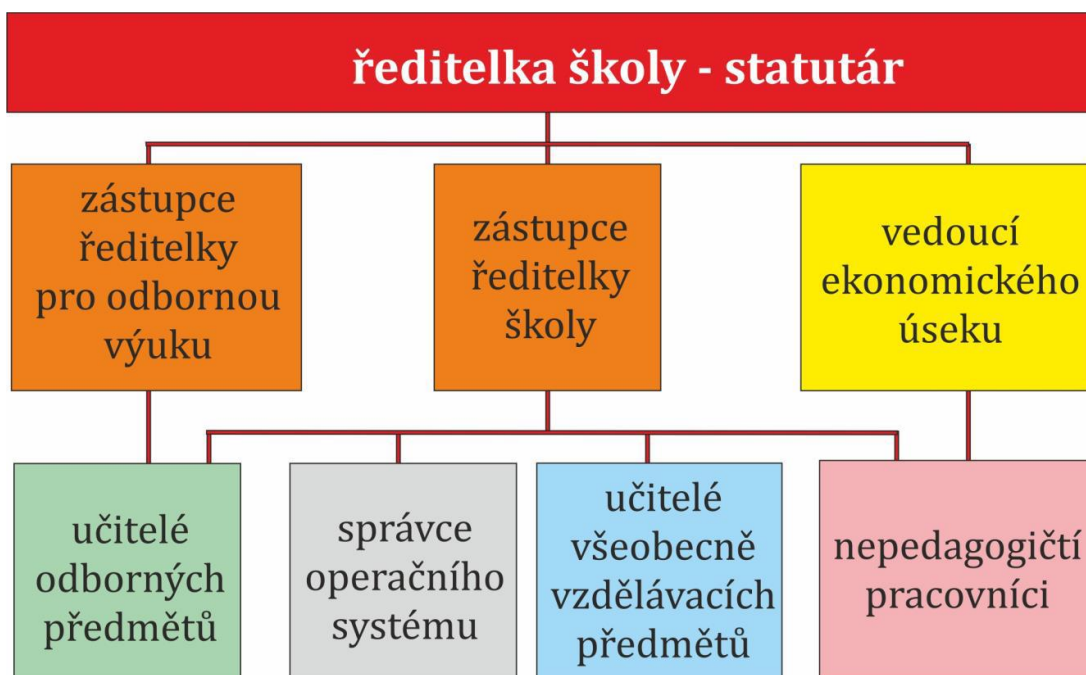 ředitelka školy - statutár
zástupce
ředitelky
pro odbornou
výuku
zástupce
ředitelky
školy
vedoucí
ekonomického
úseku
učitelé
odborných
předmětů
správce
operačního
systému
učitelé
všeobecně
vzdělávacích
předmětů
nepedagogičtí
pracovníci